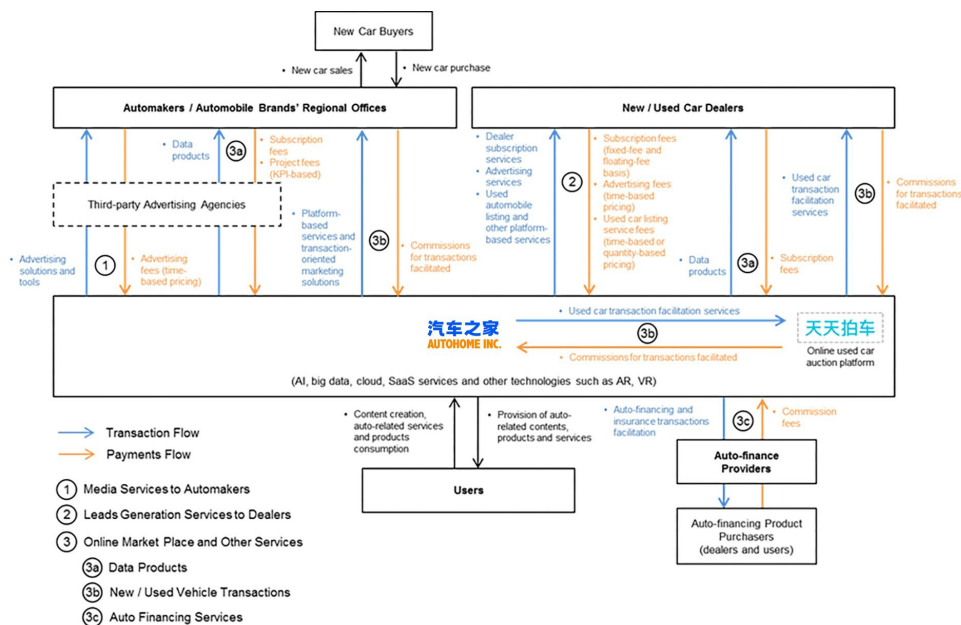 New Car Buyers
• New car sales
• New car purchase
Automakers / Automobile Brands' Regional Offices
New / Used Car Dealers
• Data
products
3a
• Subscription
fees
• Project fees
(KPI-based)
Third-party Advertising Agencies
• Advertising
solutions and
tools
1
• Advertising
fees (time-
based pricing)
• Platform-
based services
and
transaction-
oriented
marketing
solutions
3b
• Commissions
for transactions
facilitated
• Dealer
subscription
services
• Advertising
services
• Used
automobile
listing and
other platform-
based services
2
• Subscription fees
(fixed-fee and
floating-fee
basis)
• Advertising fees
(time-based
pricing)
• Used car listing
service fees
(time-based or
quantity-based
pricing)
• Data
products
3a
• Subscription
fees
• Used car
transaction
facilitation
services
3b
• Commissions
for transactions
facilitated
汽车之家
AUTOHOME INC.
• Used car transaction facilitation services
3b
• Commissions for transactions facilitated
天天拍车
Online used car
auction platform
(AI, big data, cloud, SaaS services and other technologies such as AR, VR)
• Content creation,
auto-related services
and products
consumption
• Provision of auto-
related contents,
products and services
Users
• Auto-financing and
insurance transactions
facilitation
3c
• Commission
fees
Auto-finance
Providers
Auto-financing Product
Purchasers
(dealers and users)
Transaction Flow
Payments Flow
1 Media Services to Automakers
2 Leads Generation Services to Dealers
3 Online Market Place and Other Services
3a Data Products
3b New / Used Vehicle Transactions
3c Auto Financing Services